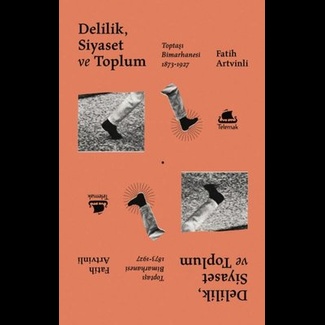 Delilik,
Siyaset
ve Toplum
Toptaşı
Bimarhanesi
1873-1927
Fatih
Artvinli
Telemak
Delilik,
Siyaset
ve Toplum
Toptaşı
Bimarhanesi
1873-1927
Fatih
Artvinli
Telemak